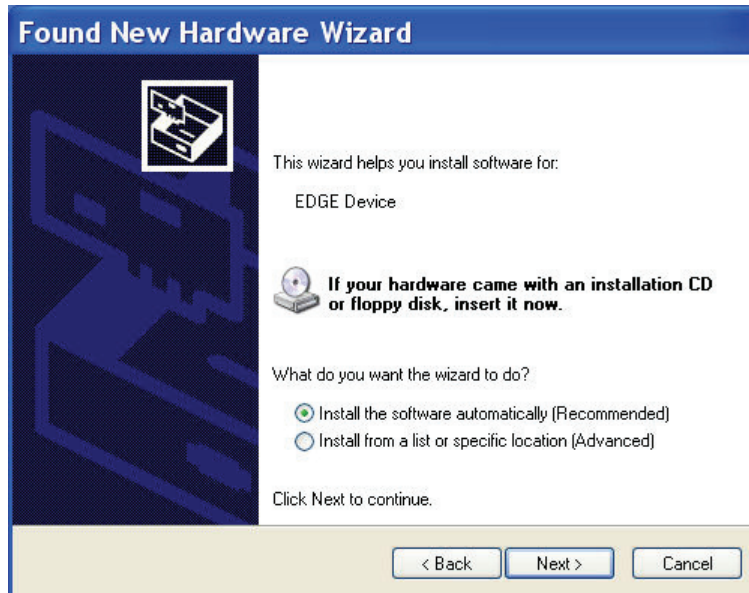 Found New Hardware Wizard
This wizard helps you install software for:
EDGE Device
If your hardware came with an installation CD
or floppy disk, insert it now.
What do you want the wizard to do?
Install the software automatically (Recommended)
Install from a list or specific location (Advanced)
Click Next to continue.
< Back Next > Cancel